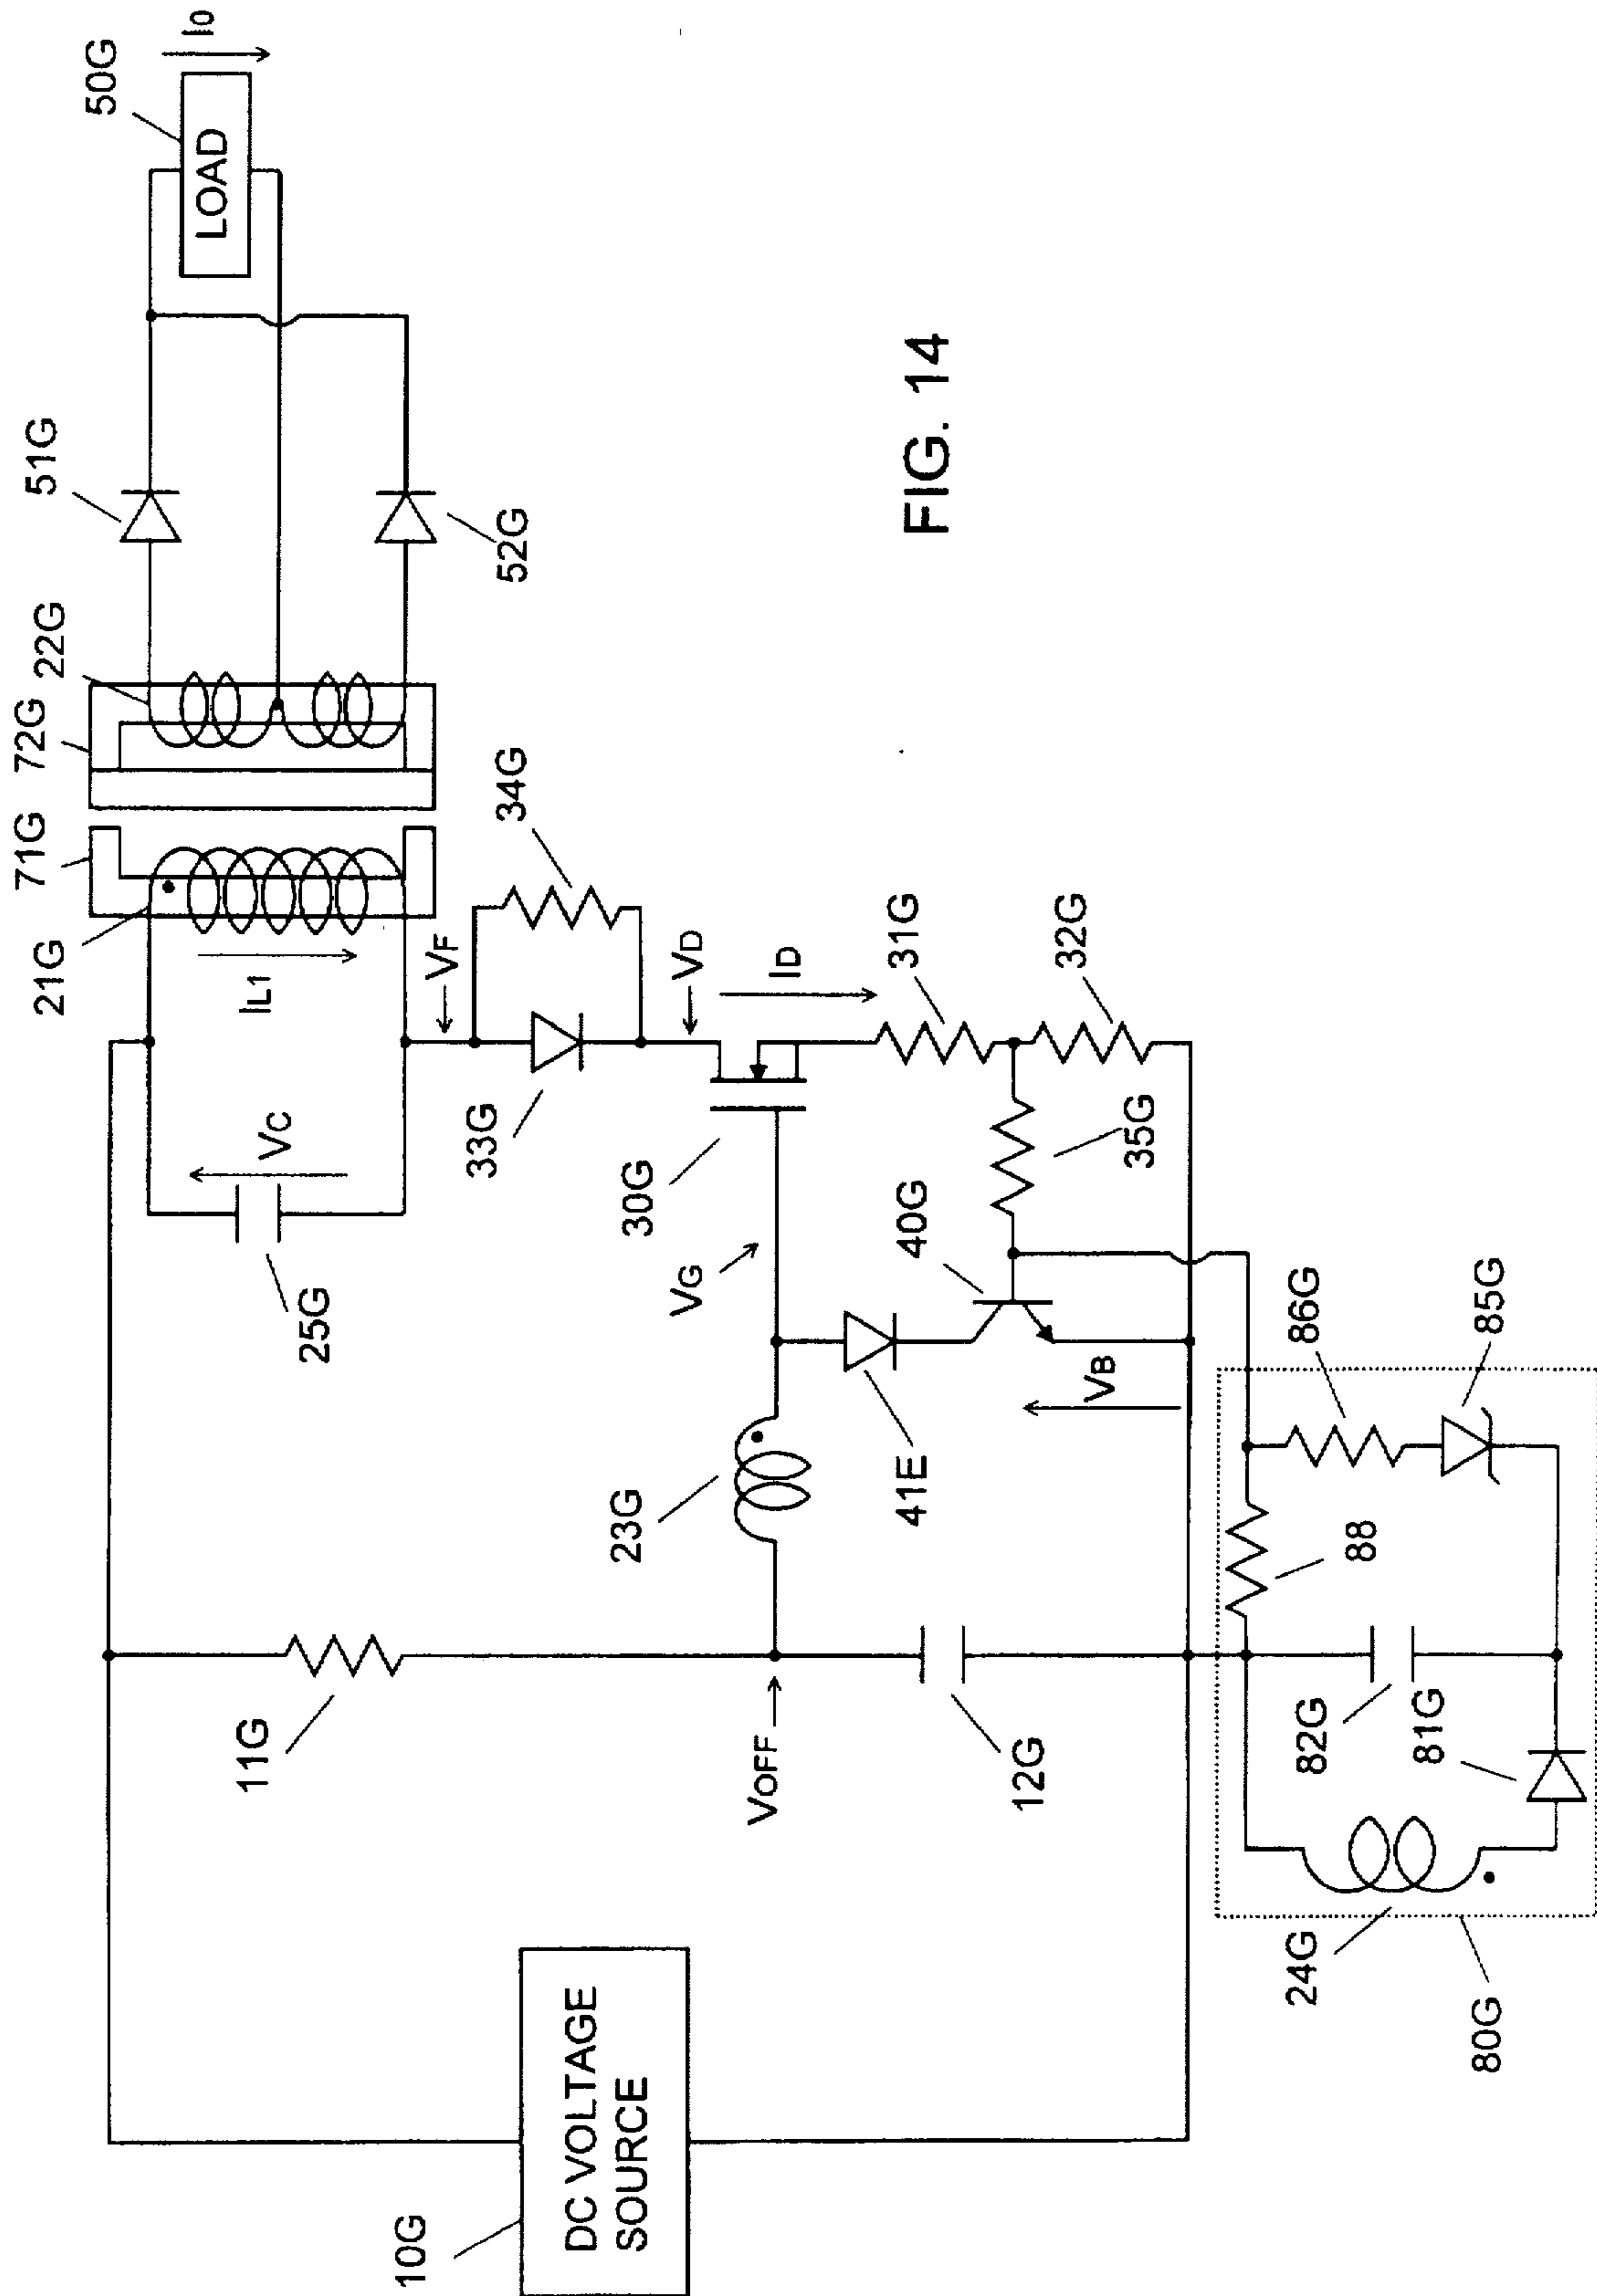 10G
DC VOLTAGE
SOURCE
11G
VOFF
12G
21G
71G
72G
22G
51G
50G
LOAD
I0
52G
VC
IL1
25G
VF
34G
33G
VD
ID
30G
VG
31G
32G
35G
40G
23G
41E
VB
86G
85G
88
82G
81G
24G
80G
FIG. 14